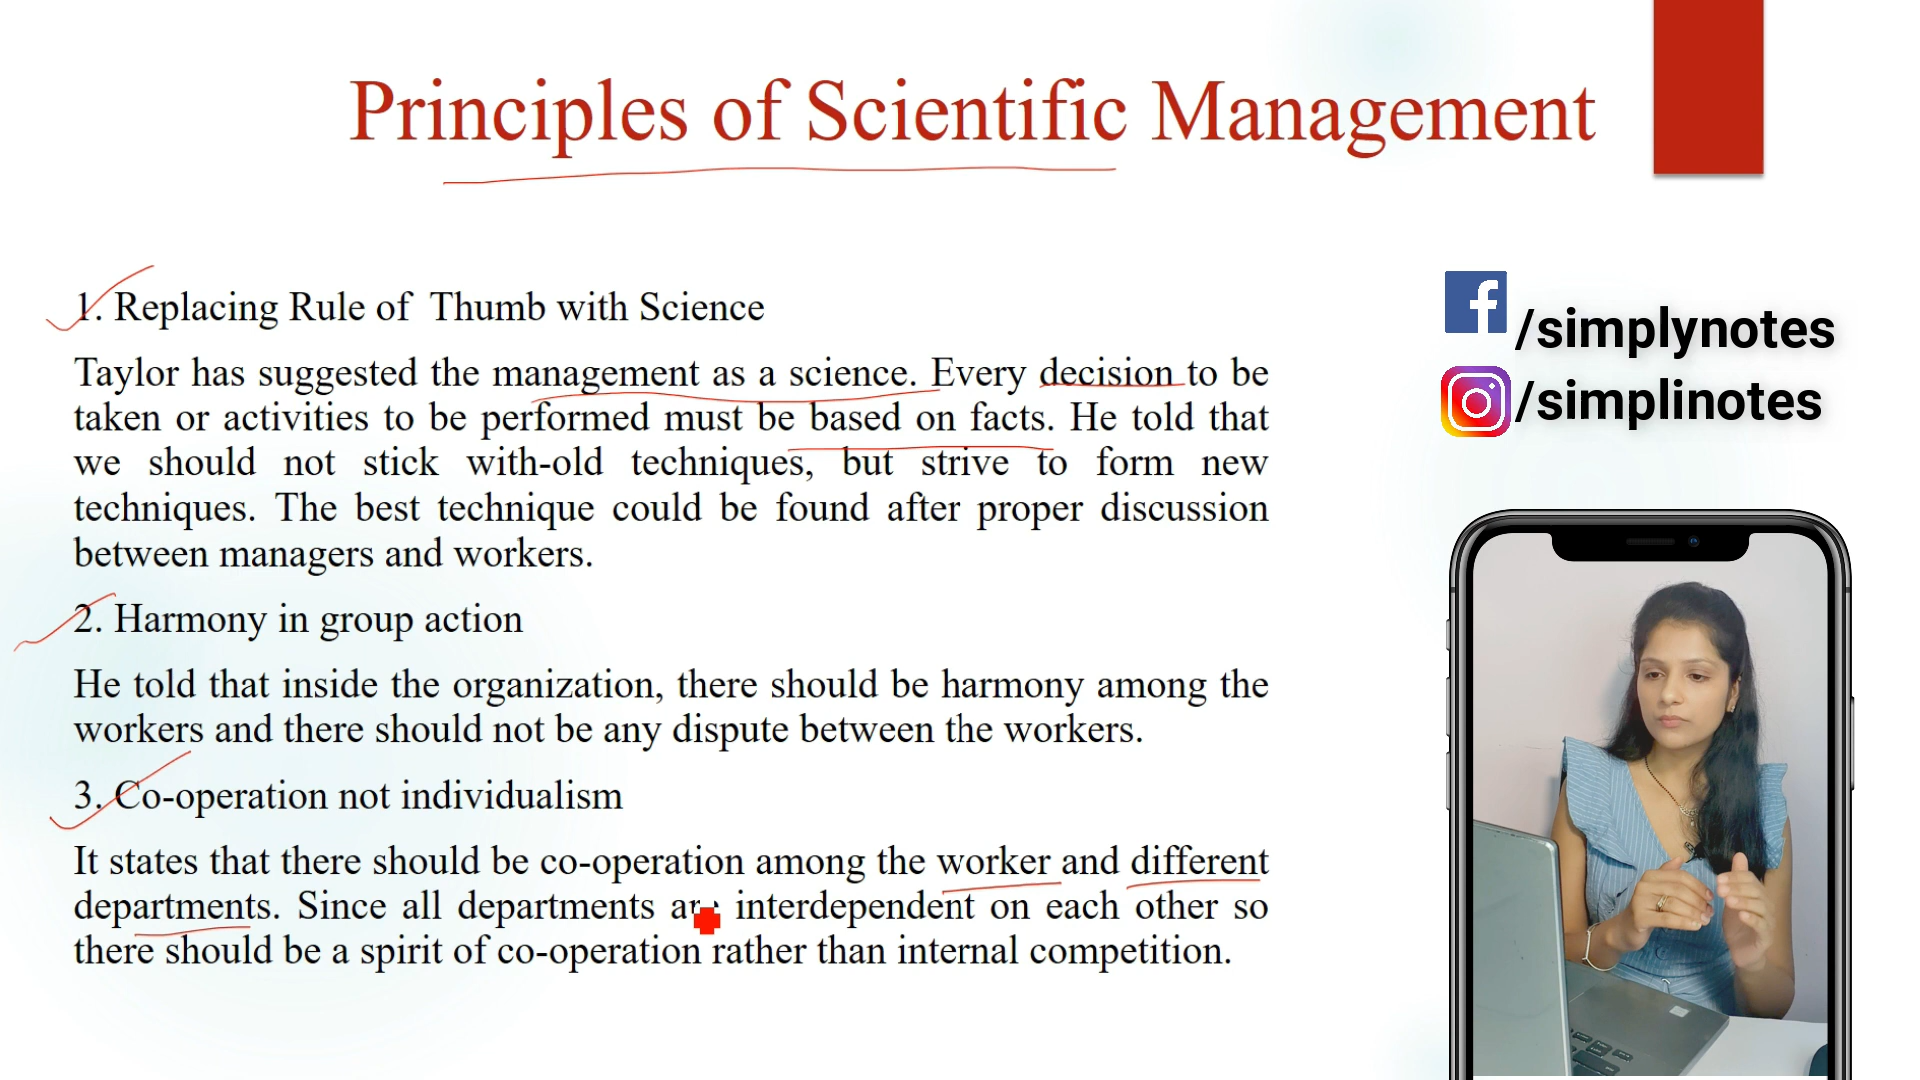 Principles of Scientific Management
1. Replacing Rule of Thumb with Science
Taylor has suggested the management as a science. Every decision to be
taken or activities to be performed must be based on facts. He told that
we should not stick with-old techniques, but strive to form new
techniques. The best technique could be found after proper discussion
between managers and workers.
2. Harmony in group action
He told that inside the organization, there should be harmony among the
workers and there should not be any dispute between the workers.
3. Co-operation not individualism
It states that there should be co-operation among the worker and different
departments. Since all departments are interdependent on each other so
there should be a spirit of co-operation rather than internal competition.
/simplynotes
/simplinotes